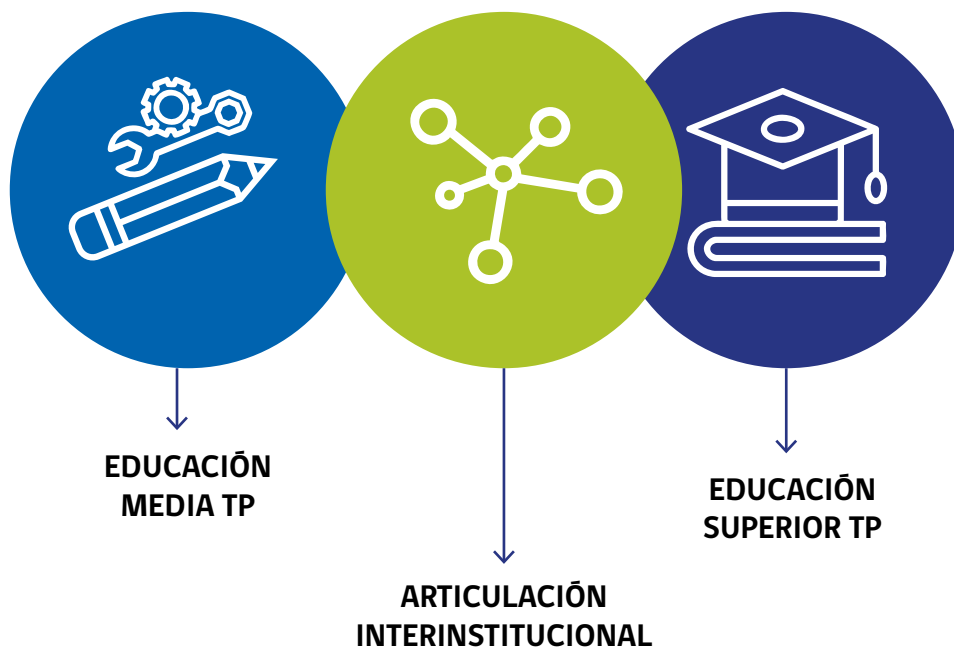 EDUCACIÓN
MEDIA TP
EDUCACIÓN
SUPERIOR TP
ARTICULACIÓN
INTERINSTITUCIONAL